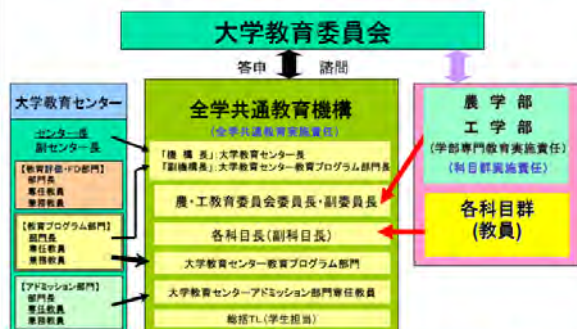 大学教育委員会
答申
諮問
大学教育センター
センター長
副センター長
【教育評価・FD部門】
部門長
専任教員
兼務教員
【教育プログラム部門】
部門長
専任教員
兼務教員
【アドミッション部門】
部門長
専任教員
兼務教員
全学共通教育機構
(全学共通教育実施責任)
「機 構 長」:大学教育センター長
「副機構長」:大学教育センター教育プログラム部門長
農・工教育委員会委員長・副委員長
各科目長(副科目長)
大学教育センター教育プログラム部門
大学教育センターアドミッション部門専任教員
総括TL(学生担当)
農 学 部
工 学 部
(学部専門教育実施責任)
(科目群実施責任)
各科目群
(教員)